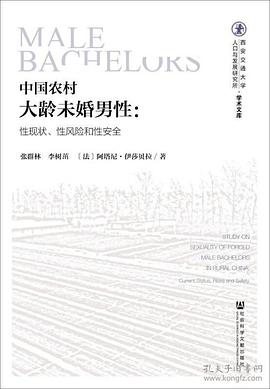 MALE
BACHELORS
西安交通大学
人口与发展研究所·学术文库
中国农村
大龄未婚男性：
性现状、性风险和性安全
张群林 李树茁 〔法〕阿塔尼·伊莎贝拉/著
STUDY ON
SEXUALITY OF FORCED
MALE BACHELORS
IN RURAL CHINA:
Current Status, Risks and Safety
社会科学文献出版社
孔夫子旧书网